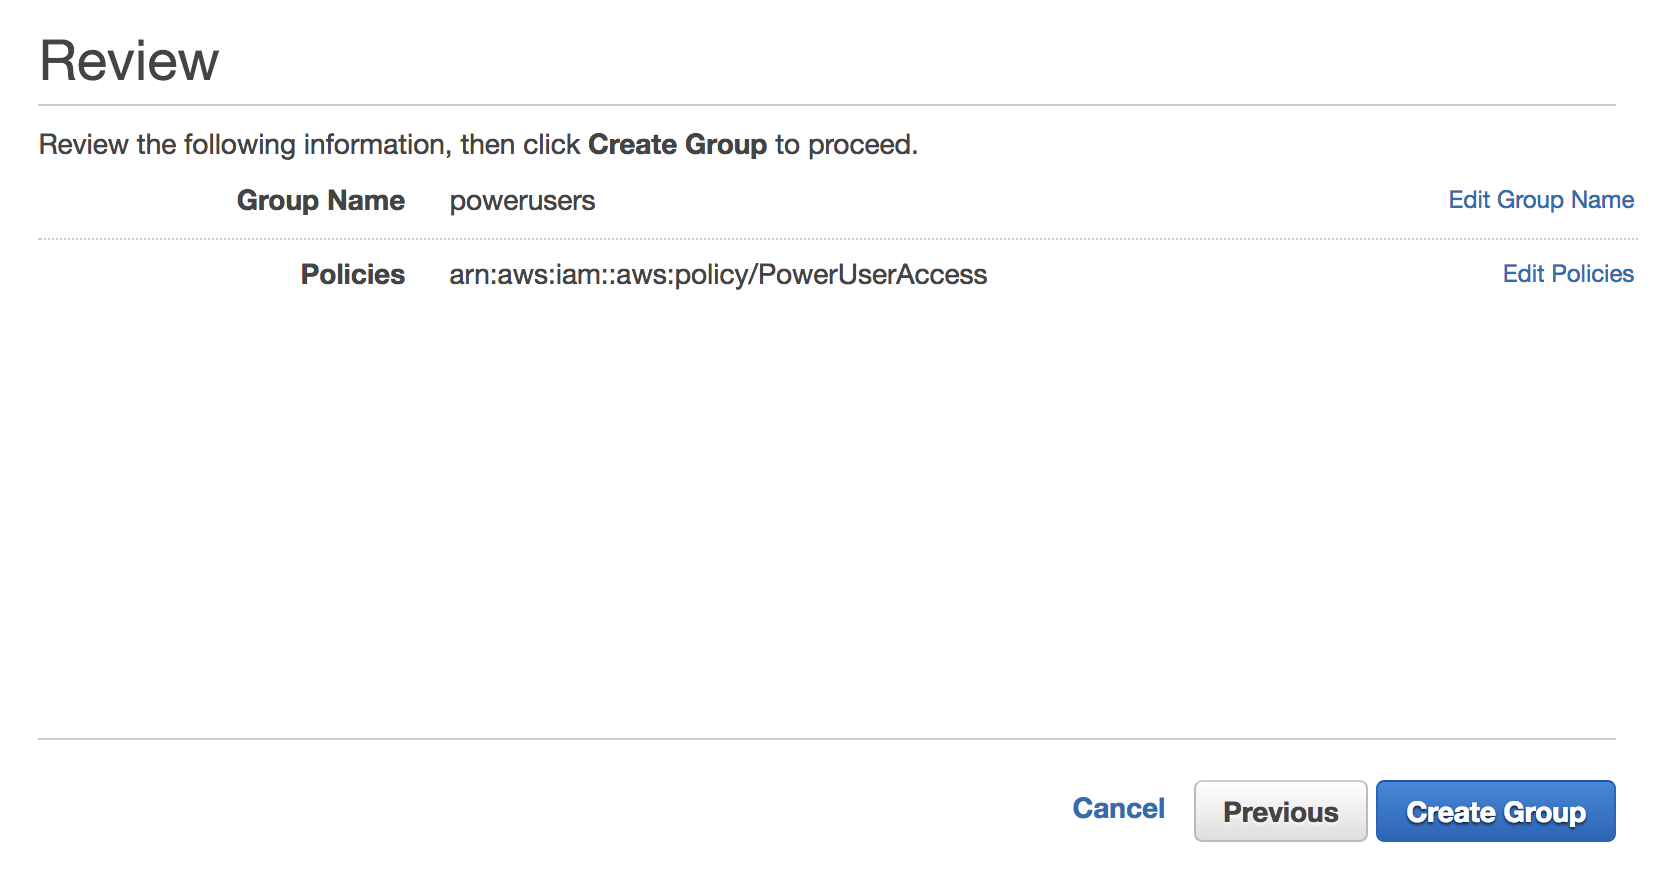 Review
Review the following information, then click Create Group to proceed.
Group Name powerusers Edit Group Name
Policies arn:aws:iam::aws:policy/PowerUserAccess Edit Policies
Cancel Previous Create Group